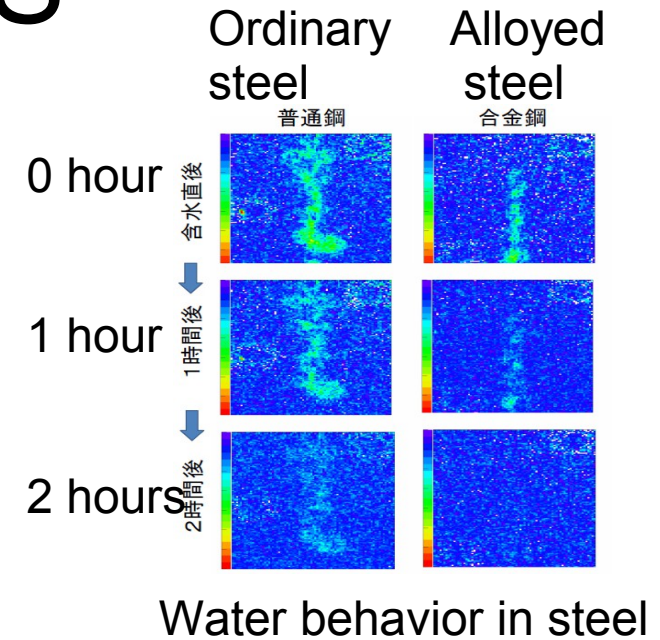 Ordinary steel
Alloyed steel
普通鋼
合金鋼
0 hour
含水直後
1 hour
1時間後
2 hours
2時間後
Water behavior in steel